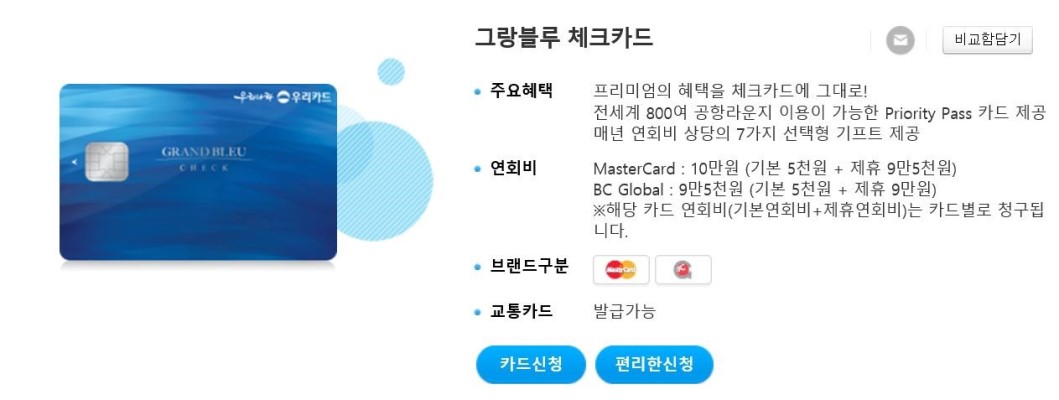 그랑블루 체크카드
비교함담기
우리나라 우리카드
GRAND BLEU
CHECK
주요혜택
프리미엄의 혜택을 체크카드에 그대로!
전세계 800여 공항라운지 이용이 가능한 Priority Pass 카드 제공
매년 연회비 상당의 7가지 선택형 기프트 제공
연회비
MasterCard : 10만원 (기본 5천원 + 제휴 9만5천원)
BC Global : 9만5천원 (기본 5천원 + 제휴 9만원)
※해당 카드 연회비(기본연회비+제휴연회비)는 카드별로 청구됩
니다.
브랜드구분
MasterCard
교통카드
발급가능
카드신청
편리한신청